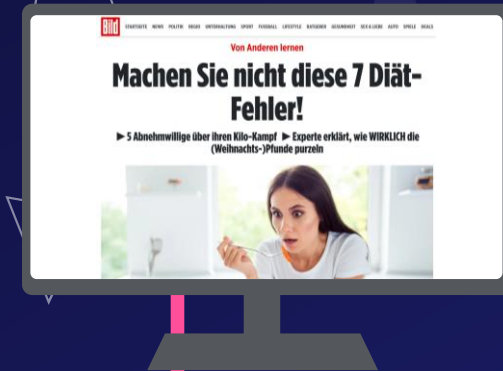 Bild STARTSEITE NEWS POLITIK REGIO UNTERHALTUNG SPORT FUSSBALL LIFESTYLE RATGEBER GESUNDHEIT SEX & LIEBE AUTO SPIELE DEALS
Von Anderen lernen
Machen Sie nicht diese 7 Diät-
Fehler!
► 5 Abnehmwillige über ihren Kilo-Kampf ► Experte erklärt, wie WIRKLICH die
(Weihnachts-)Pfunde purzeln